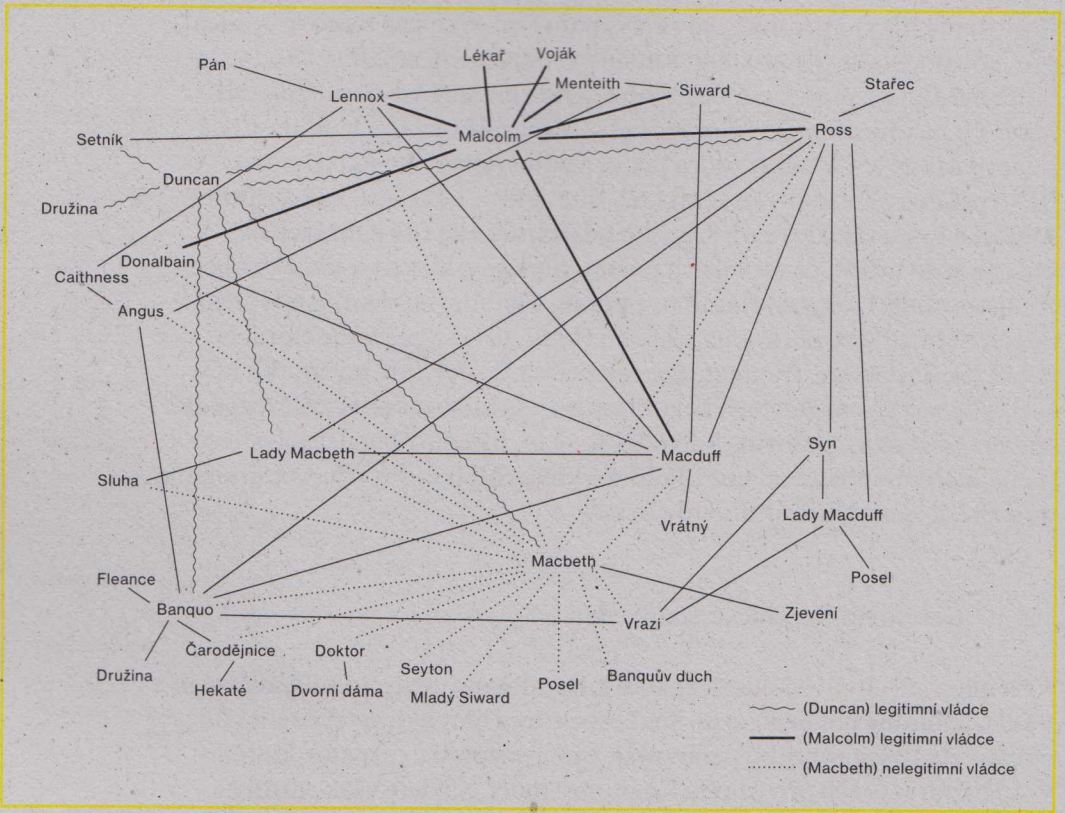 Lékař
Voják
Pán
Menteith
Stařec
Lennox
Siward
Malcolm
Ross
Setník
Duncan
Družina
Donalbain
Caithness
Angus
Lady Macbeth
Macduff
Syn
Sluha
Vrátný
Lady Macduff
Macbeth
Fleance
Posel
Banquo
Vrazi
Zjevení
Čarodějnice
Doktor
Družina
Seyton
Banquův duch
Hekaté
Dvorní dáma
Mladý Siward
Posel
(Duncan) legitimní vládce
(Malcolm) legitimní vládce
(Macbeth) nelegitimní vládce